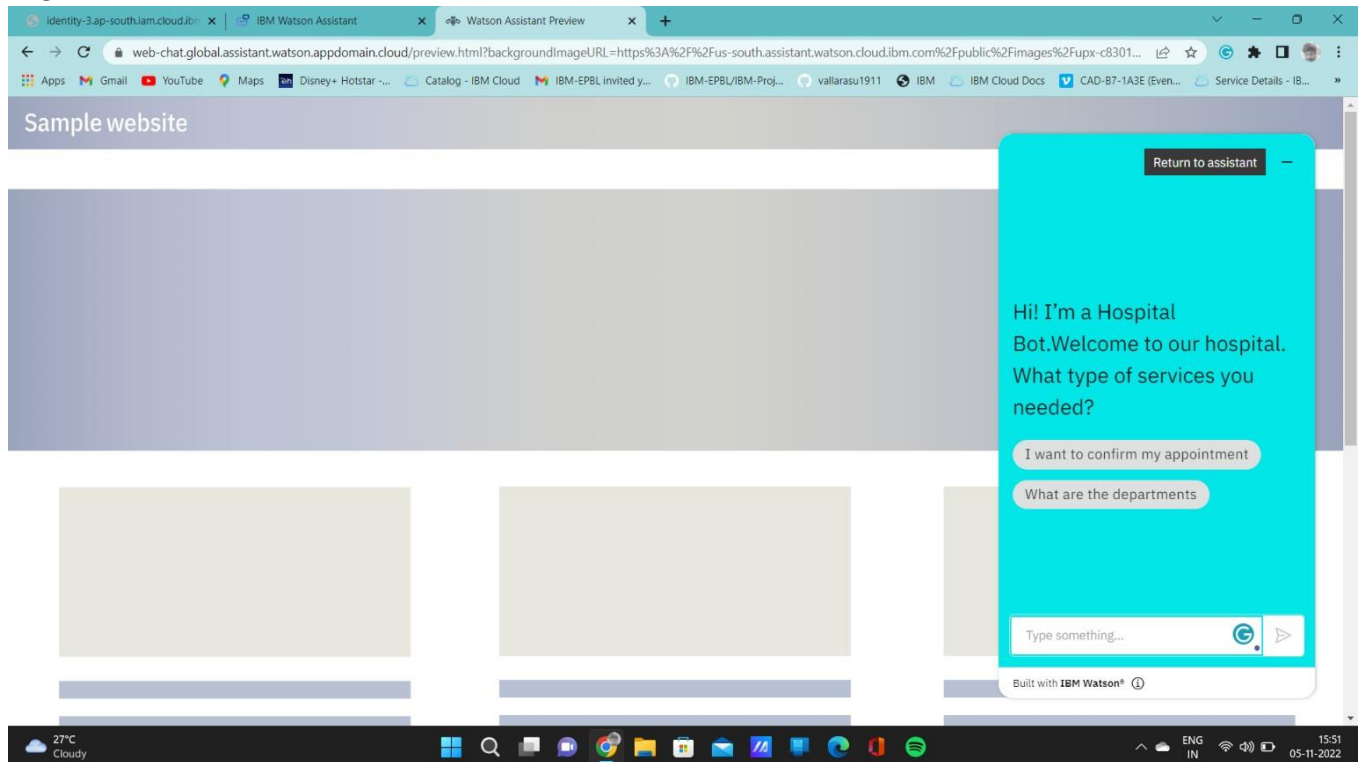 identity-3.ap-south.iam.cloud.ibm
IBM Watson Assistant
Watson Assistant Preview
web-chat.global.assistant.watson.appdomain.cloud/preview.html?backgroundImageURL=https%3A%2F%2Fus-south.assistant.watson.cloud.ibm.com%2Fpublic%2Fimages%2Fupx-c8301...
Apps Gmail YouTube Maps Disney+ Hotstar -... Catalog - IBM Cloud IBM-EPBL invited y... IBM-EPBL/IBM-Proj... vallarasu1911 IBM IBM Cloud Docs CAD-B7-1A3E (Even... Service Details - IB... »
Sample website
Return to assistant
Hi! I’m a Hospital
Bot.Welcome to our hospital.
What type of services you
needed?
I want to confirm my appointment
What are the departments
Type something...
Built with IBM Watson®
27°C
Cloudy
ENG
IN
15:51
05-11-2022